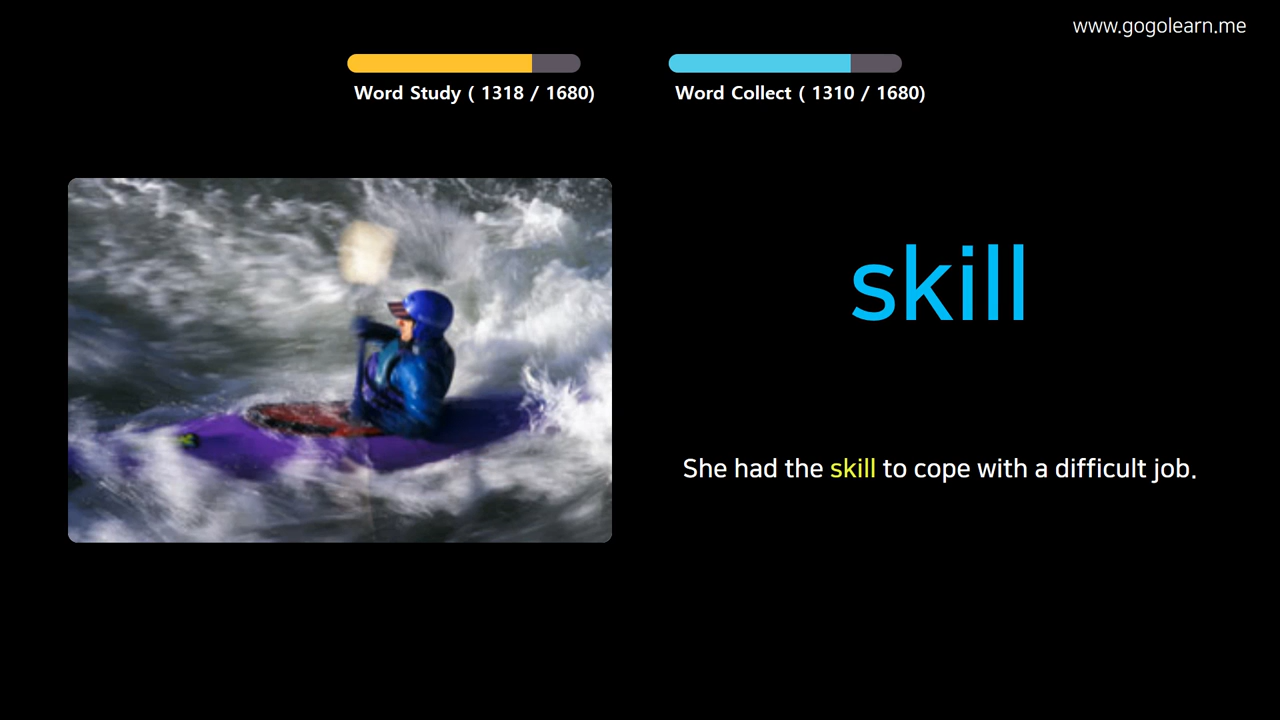 www.gogolearn.me
Word Study ( 1318 / 1680)
Word Collect ( 1310 / 1680)
skill
She had the skill to cope with a difficult job.